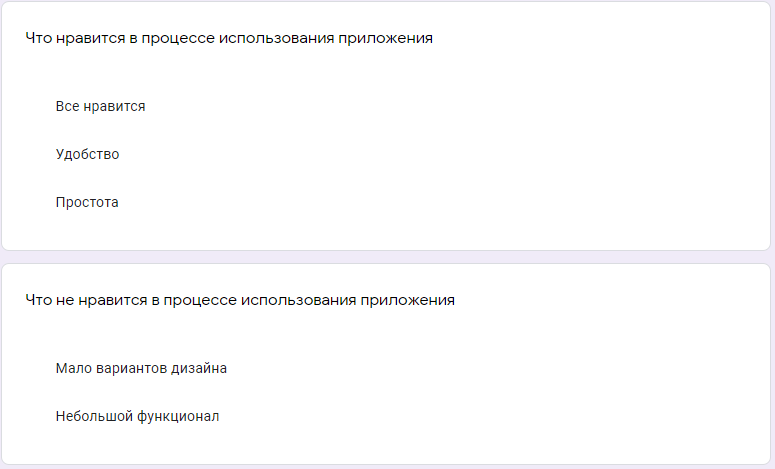 Что нравится в процессе использования приложения
Все нравится
Удобство
Простота
Что не нравится в процессе использования приложения
Мало вариантов дизайна
Небольшой функционал